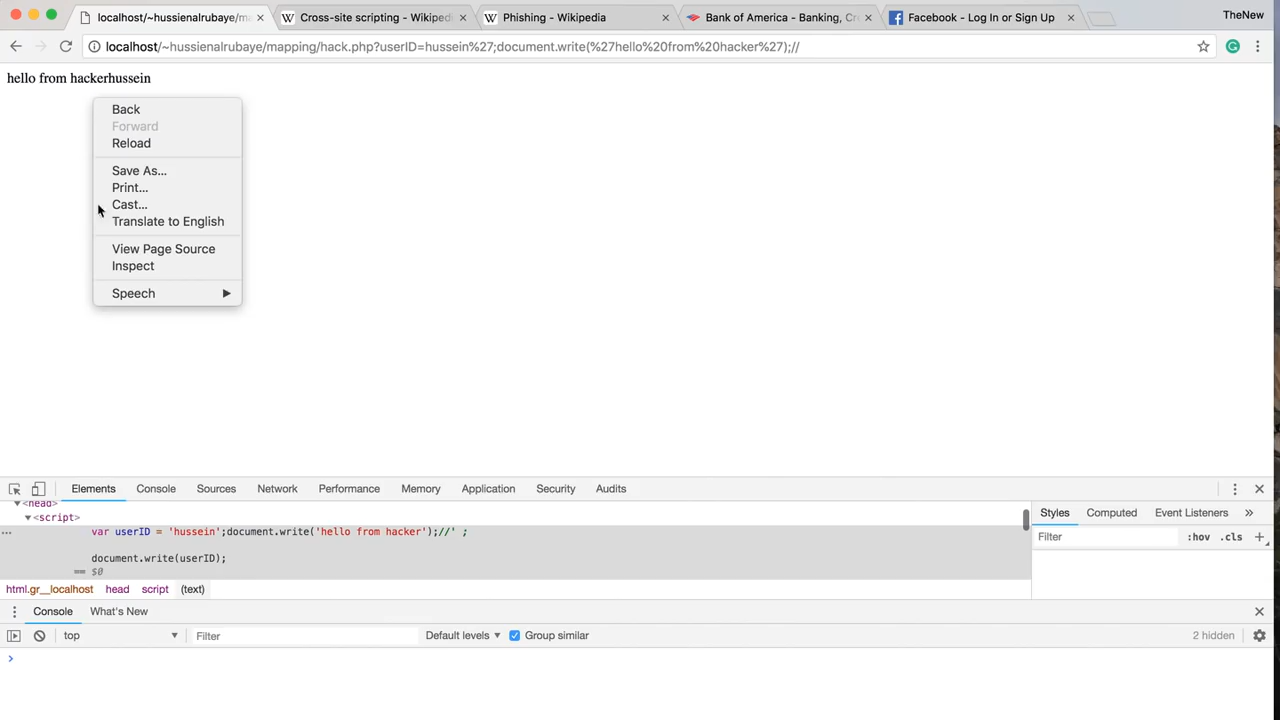 localhost/~hussienalrubaye/m
Cross-site scripting - Wikiped
Phishing - Wikipedia
Bank of America - Banking, Cr
Facebook - Log In or Sign Up
TheNew
localhost/~hussienalrubaye/mapping/hack.php?userID=hussein%27;document.write(%27hello%20from%20hacker%27);//
hello from hackerhussein
Back
Forward
Reload
Save As...
Print...
Cast...
Translate to English
View Page Source
Inspect
Speech
Elements
Console
Sources
Network
Performance
Memory
Application
Security
Audits
<head>
<script>
var userID = 'hussein';document.write('hello from hacker');//' ;
document.write(userID);
== $0
html.gr__localhost
head
script
(text)
Styles
Computed
Event Listeners
»
Filter
:hov
.cls
+
Console
What's New
top
Filter
Default levels
Group similar
2 hidden